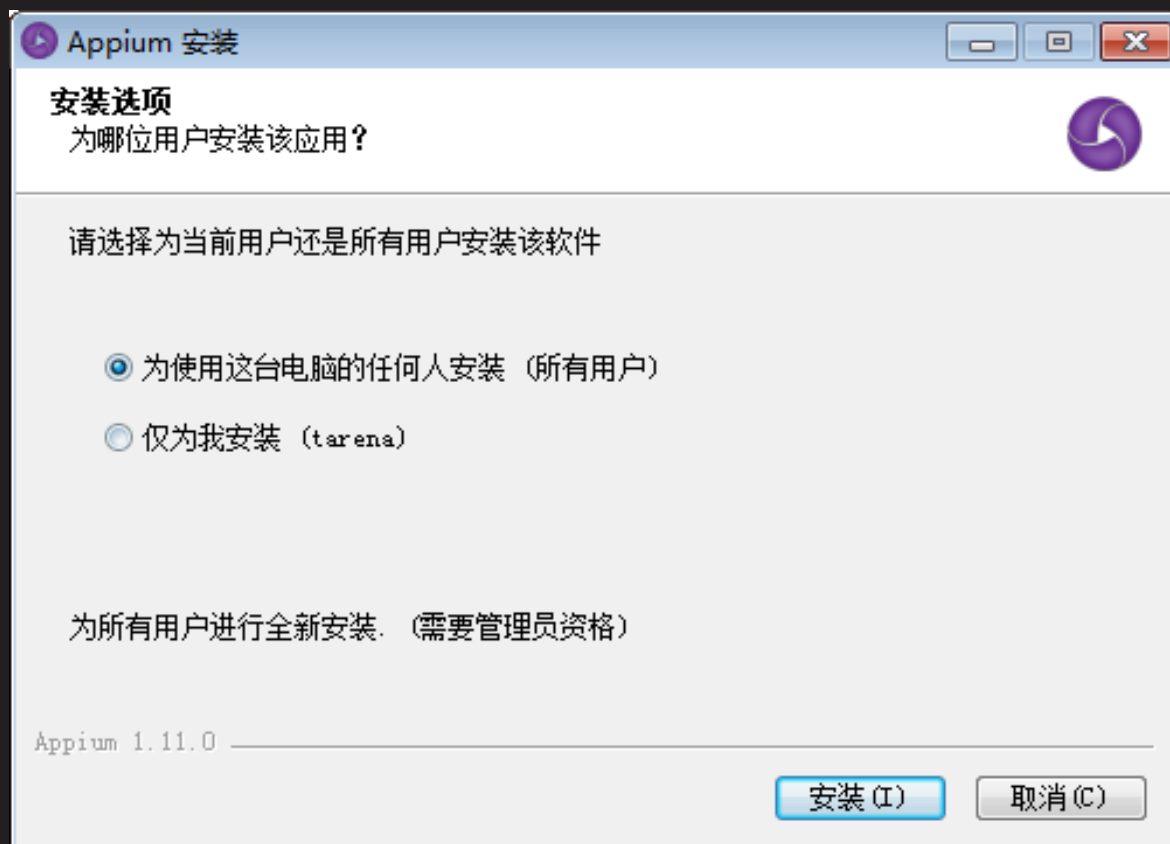 Appium 安装
安装选项
为哪位用户安装该应用？
请选择为当前用户还是所有用户安装该软件
为使用这台电脑的任何人安装 (所有用户)
仅为我安装 (tarena)
为所有用户进行全新安装. (需要管理员资格)
Appium 1.11.0
安装(I)
取消(C)